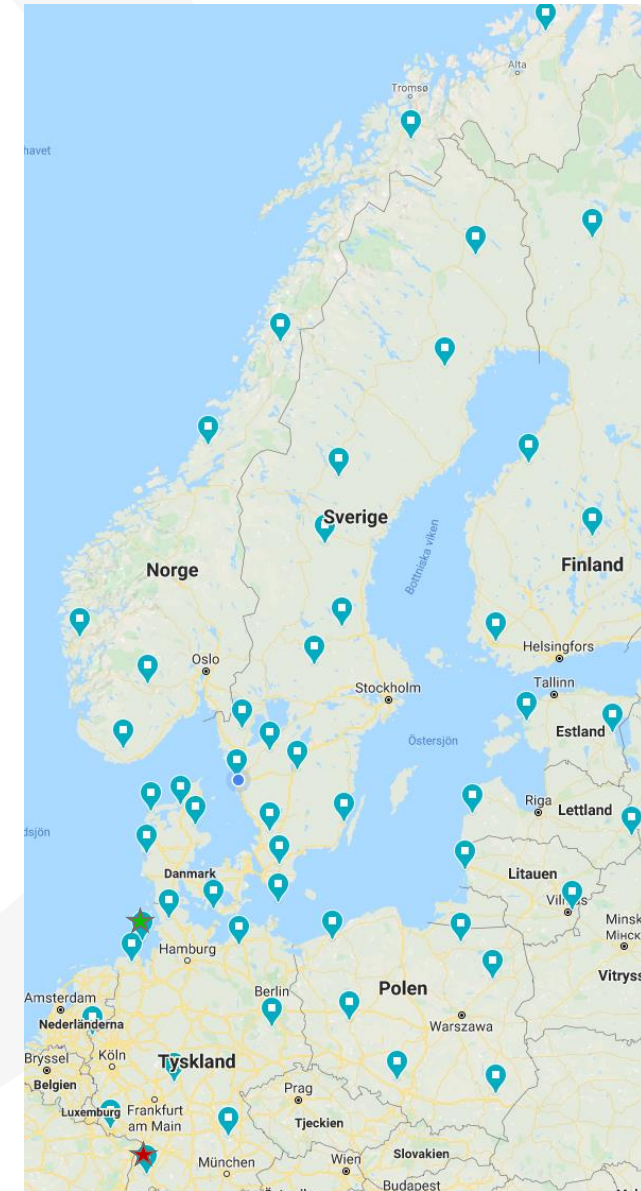 Alta
Tromsø
havet
Sverige
Bottniska viken
Norge
Finland
Oslo
Helsingfors
Stockholm
Tallinn
Estland
Östersjön
Riga
Lettland
dsjön
Danmark
Litauen
Vilnius
Minsk
Мінск
Hamburg
Vitryss
Amsterdam
Berlin
Polen
Nederländerna
Warszawa
Bryssel
Köln
Tyskland
Belgien
Prag
Luxemburg
Frankfurt
am Main
Tjeckien
Slovakien
München
Wien
Budapest